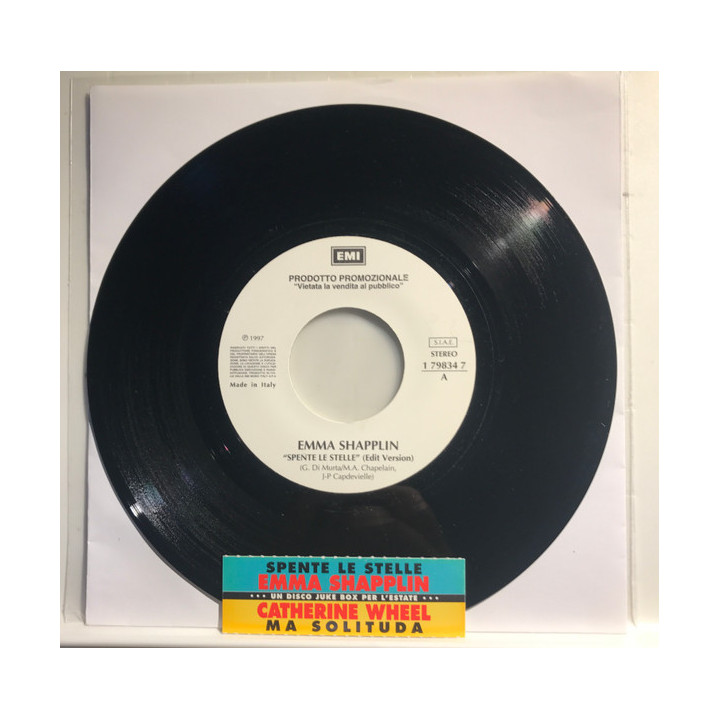 EMI
PRODOTTO PROMOZIONALE
"Vietata la vendita al pubblico"
℗ 1997
Made in Italy
S.I.A.E.
STEREO
1 79834 7
A
EMMA SHAPPLIN
"SPENTE LE STELLE" (Edit Version)
(G. Di Murta/M.A. Chapelain,
J-P Capdevielle)
SPENTE LE STELLE
EMMA SHAPPLIN
••• UN DISCO JUKE BOX PER L'ESTATE •••
CATHERINE WHEEL
MA SOLITUDA